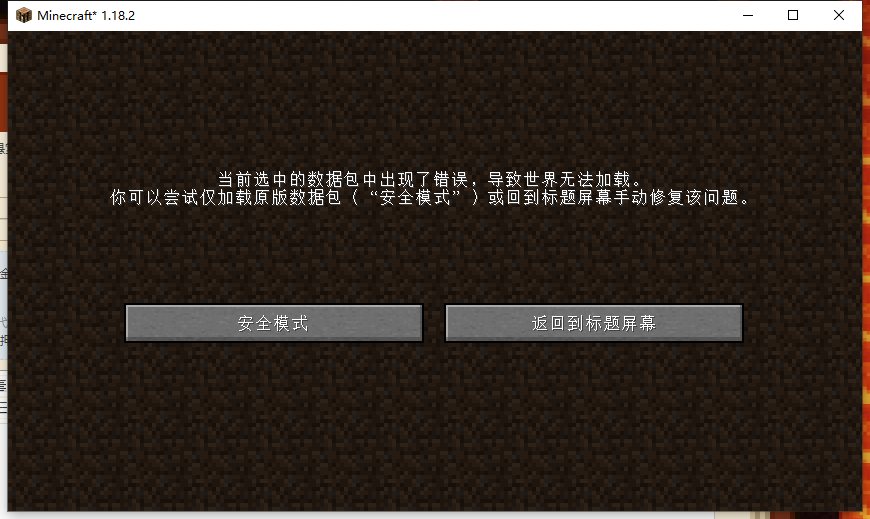 Minecraft* 1.18.2
当前选中的数据包中出现了错误，导致世界无法加载。
你可以尝试仅加载原版数据包（“安全模式”）或回到标题屏幕手动修复该问题。
安全模式
返回到标题屏幕